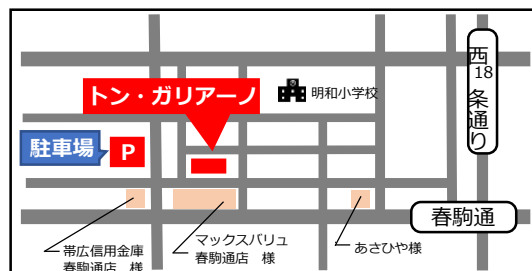 西
18
条
通
り
明和小学校
トン・ガリアーノ
駐車場
P
春駒通
帯広信用金庫
春駒通店 様
マックスバリュ
春駒通店 様
あさひや様